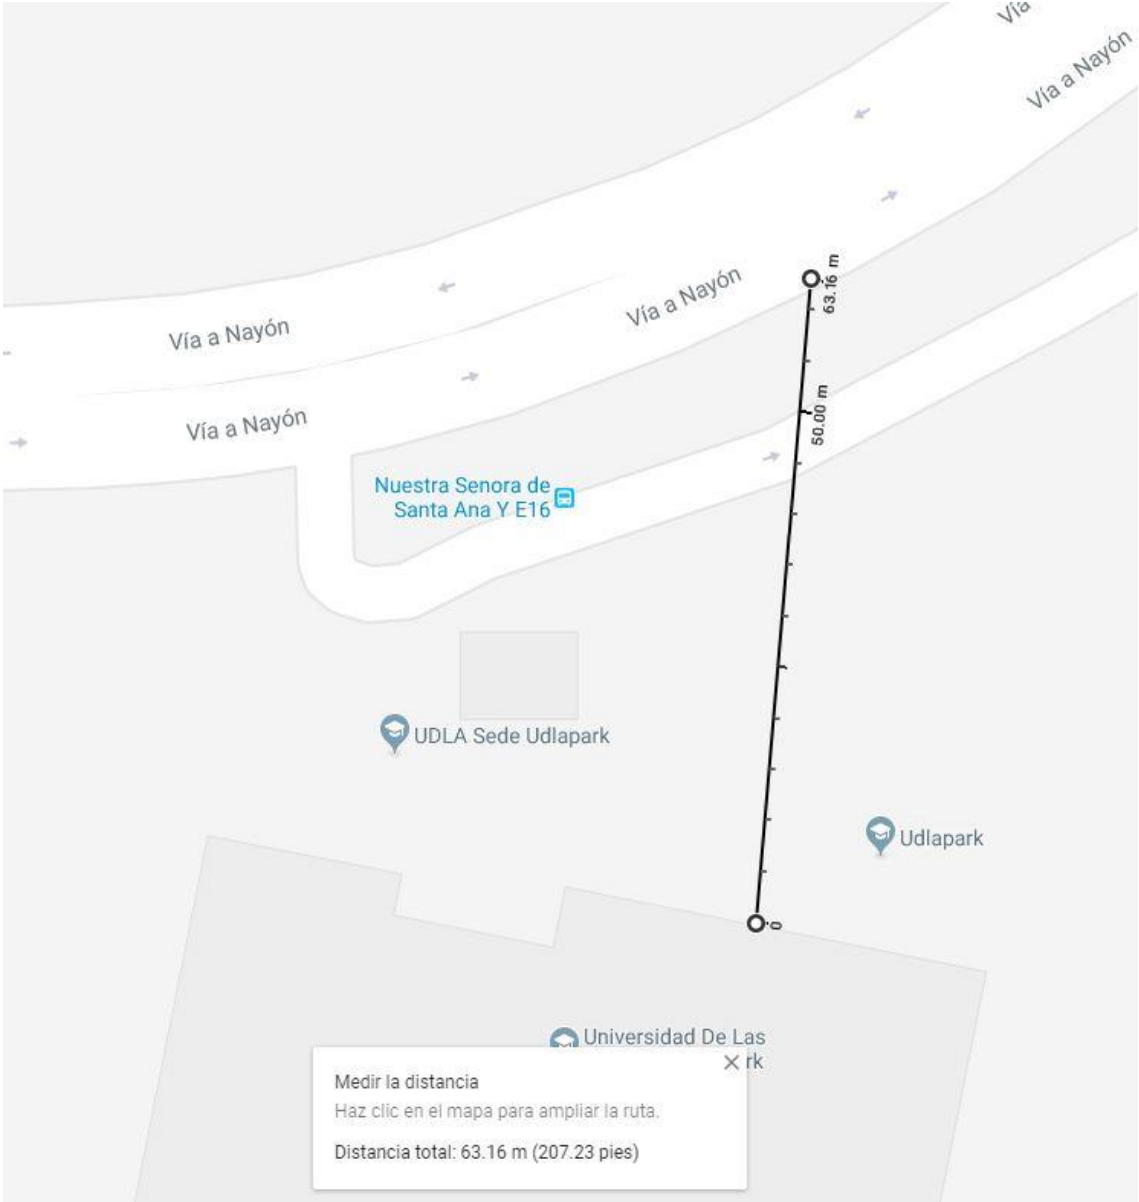 Vía
Vía a Nayón
Vía a Nayón
Vía a Nayón
Vía a Nayón
63.16 m
50.00 m
Nuestra Senora de
Santa Ana Y E16
UDLA Sede Udlapark
Udlapark
0
Universidad De Las
rk
Medir la distancia
Haz clic en el mapa para ampliar la ruta.
Distancia total: 63.16 m (207.23 pies)